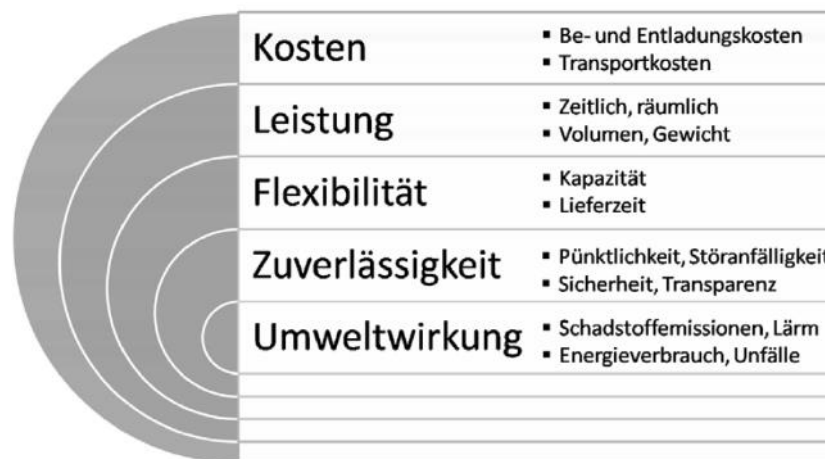 Kosten
▪ Be- und Entladungskosten
▪ Transportkosten
Leistung
▪ Zeitlich, räumlich
▪ Volumen, Gewicht
Flexibilität
▪ Kapazität
▪ Lieferzeit
Zuverlässigkeit
▪ Pünktlichkeit, Störanfälligkeit
▪ Sicherheit, Transparenz
Umweltwirkung
▪ Schadstoffemissionen, Lärm
▪ Energieverbrauch, Unfälle